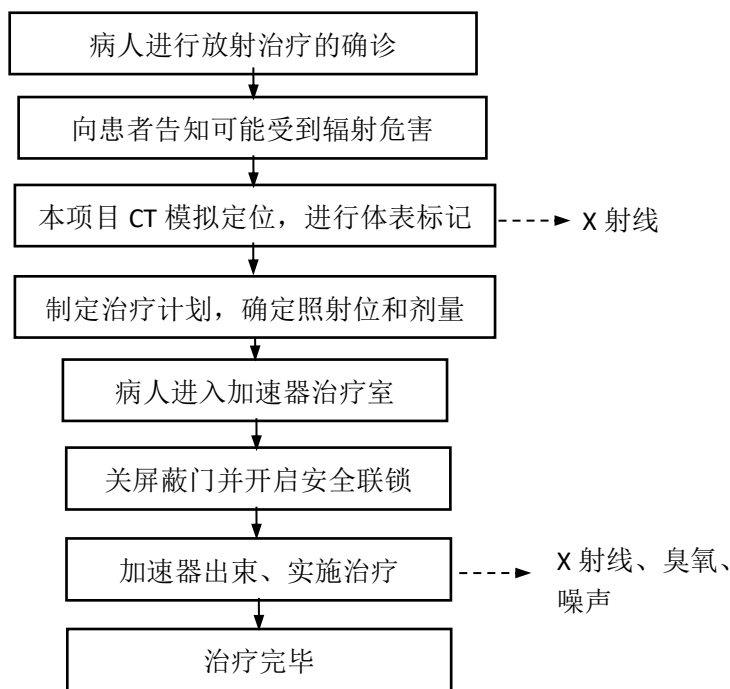 病人进行放射治疗的确诊
向患者告知可能受到辐射危害
本项目 CT 模拟定位，进行体表标记
X 射线
制定治疗计划，确定照射位和剂量
病人进入加速器治疗室
关屏蔽门并开启安全联锁
加速器出束、实施治疗
X 射线、臭氧、
噪声
治疗完毕